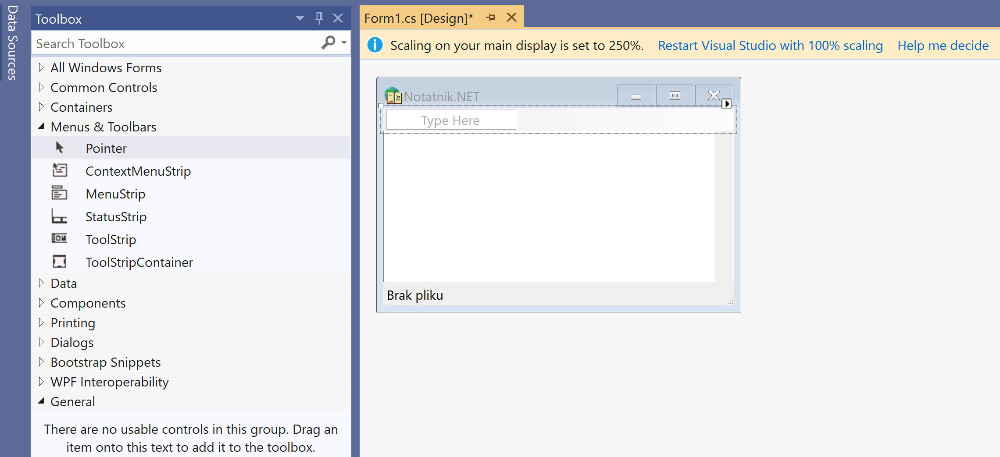 Data Sources
Toolbox
Search Toolbox
All Windows Forms
Common Controls
Containers
Menus & Toolbars
Pointer
ContextMenuStrip
MenuStrip
StatusStrip
ToolStrip
ToolStripContainer
Data
Components
Printing
Dialogs
Bootstrap Snippets
WPF Interoperability
General
There are no usable controls in this group. Drag an
item onto this text to add it to the toolbox.
Form1.cs [Design]*
Scaling on your main display is set to 250%. Restart Visual Studio with 100% scaling Help me decide
Notatnik.NET
Type Here
Brak pliku